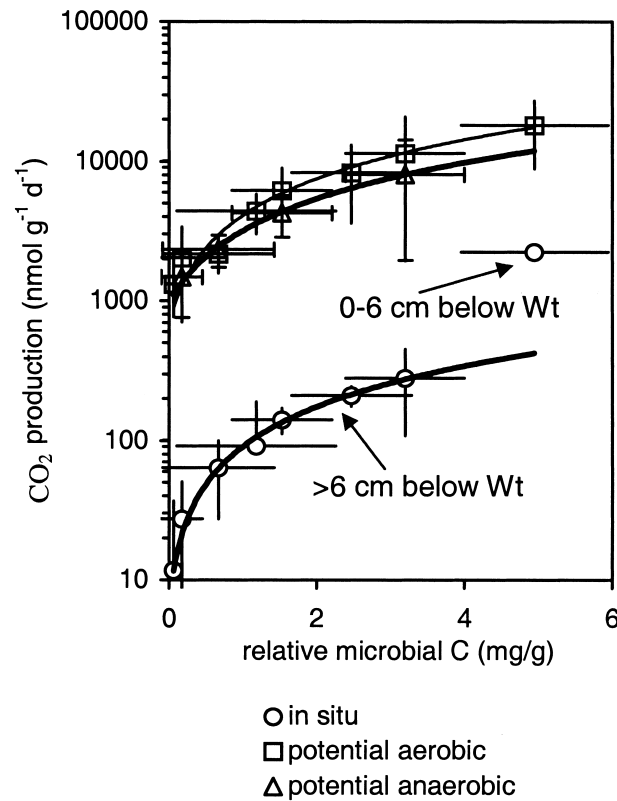 100000
10000
1000
100
10
CO₂ production (nmol g⁻¹ d⁻¹)
0-6 cm below Wt
>6 cm below Wt
0 2 4 6
relative microbial C (mg/g)
in situ
potential aerobic
potential anaerobic